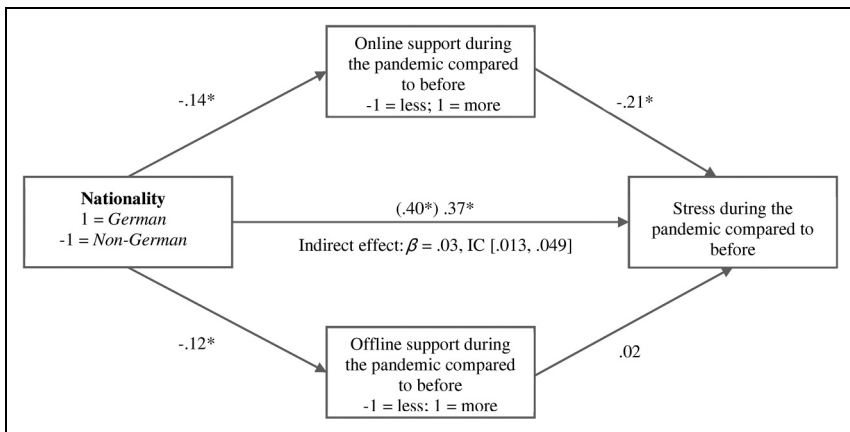 Online support during
the pandemic compared
to before
-1 = less; 1 = more
-.14*
-.21*
Nationality
1 = German
-1 = Non-German
(.40*) .37*
Indirect effect: β = .03, IC [.013, .049]
Stress during the
pandemic compared to
before
-.12*
.02
Offline support during
the pandemic compared
to before
-1 = less: 1 = more